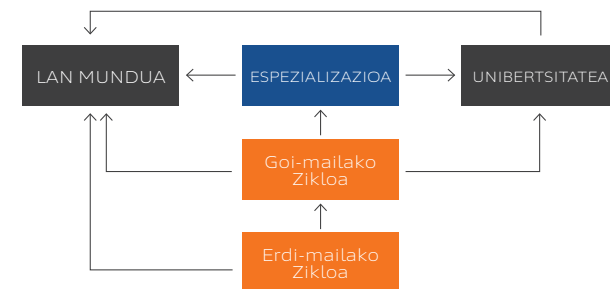 LAN MUNDUA
ESPEZIALIZAZIOA
UNIBERTSITATEA
Goi-mailako
Zikloa
Erdi-mailako
Zikloa